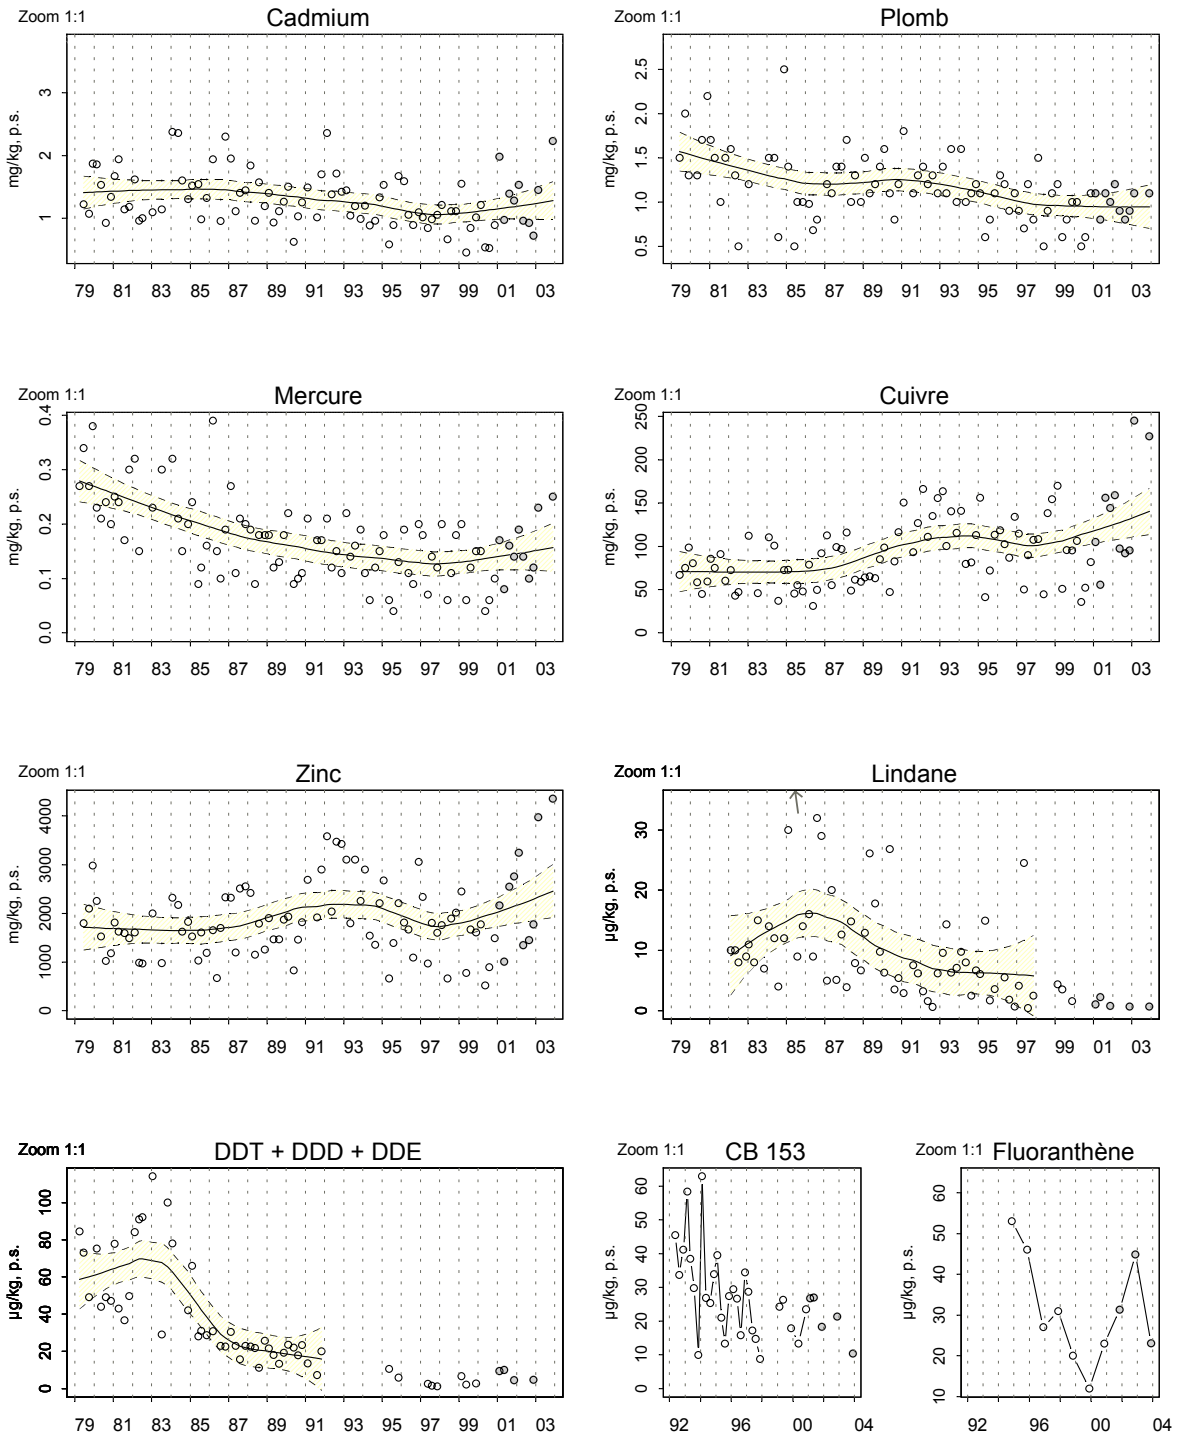 Zoom 1:1 Cadmium
mg/kg, p.s.
3
2
1
79 81 83 85 87 89 91 93 95 97 99 01 03
Zoom 1:1 Plomb
mg/kg, p.s.
2.5
2.0
1.5
1.0
0.5
79 81 83 85 87 89 91 93 95 97 99 01 03
Zoom 1:1 Mercure
mg/kg, p.s.
0.4
0.3
0.2
0.1
0.0
79 81 83 85 87 89 91 93 95 97 99 01 03
Zoom 1:1 Cuivre
mg/kg, p.s.
250
200
150
100
50
0
79 81 83 85 87 89 91 93 95 97 99 01 03
Zoom 1:1 Zinc
mg/kg, p.s.
4000
3000
2000
1000
0
79 81 83 85 87 89 91 93 95 97 99 01 03
Zoom 1:1 Lindane
µg/kg, p.s.
30
20
10
0
79 81 83 85 87 89 91 93 95 97 99 01 03
Zoom 1:1 DDT + DDD + DDE
µg/kg, p.s.
100
80
60
40
20
0
79 81 83 85 87 89 91 93 95 97 99 01 03
Zoom 1:1 CB 153
µg/kg, p.s.
60
50
40
30
20
10
0
92 96 00 04
Zoom 1:1 Fluoranthène
µg/kg, p.s.
60
50
40
30
20
10
92 96 00 04